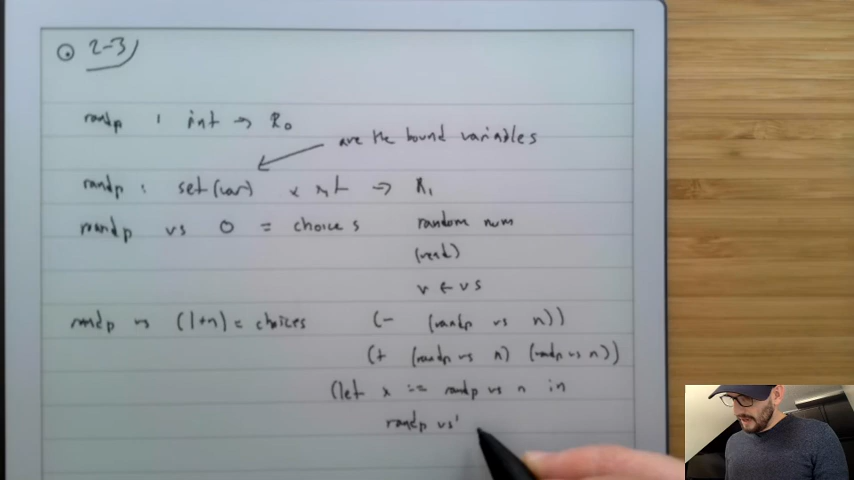 2-3)
randp : int -> R0
are the bound variables
randp : set(var) x int -> R1
randp vs 0 = choices random num
(read)
v <- vs
randp vs (1+n) = choices (- (randp vs n))
(+ (randp vs n) (randp vs n))
(let x := randp vs n in
randp vs'